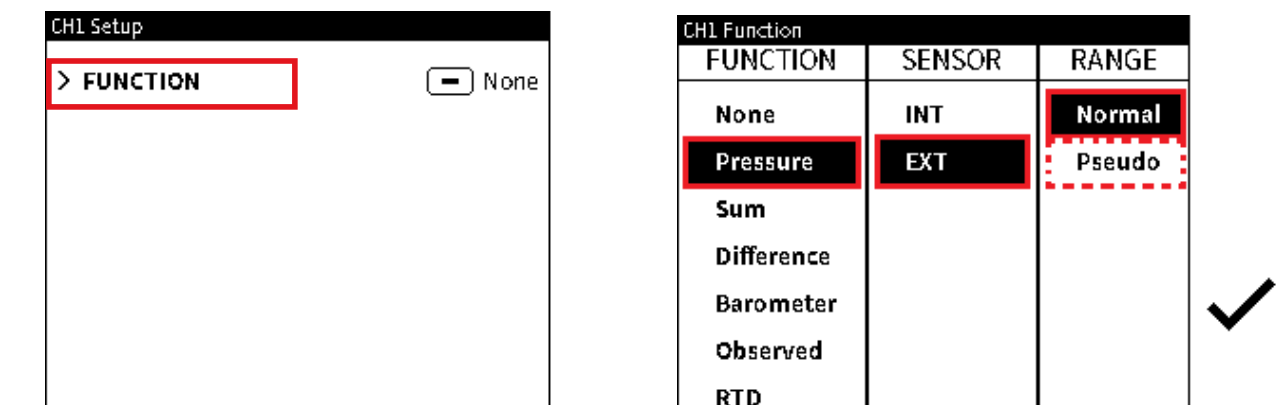 CH1 Setup
> FUNCTION
None
CH1 Function
FUNCTION SENSOR RANGE
None INT Normal
Pressure EXT Pseudo
Sum
Difference
Barometer
Observed
RTD